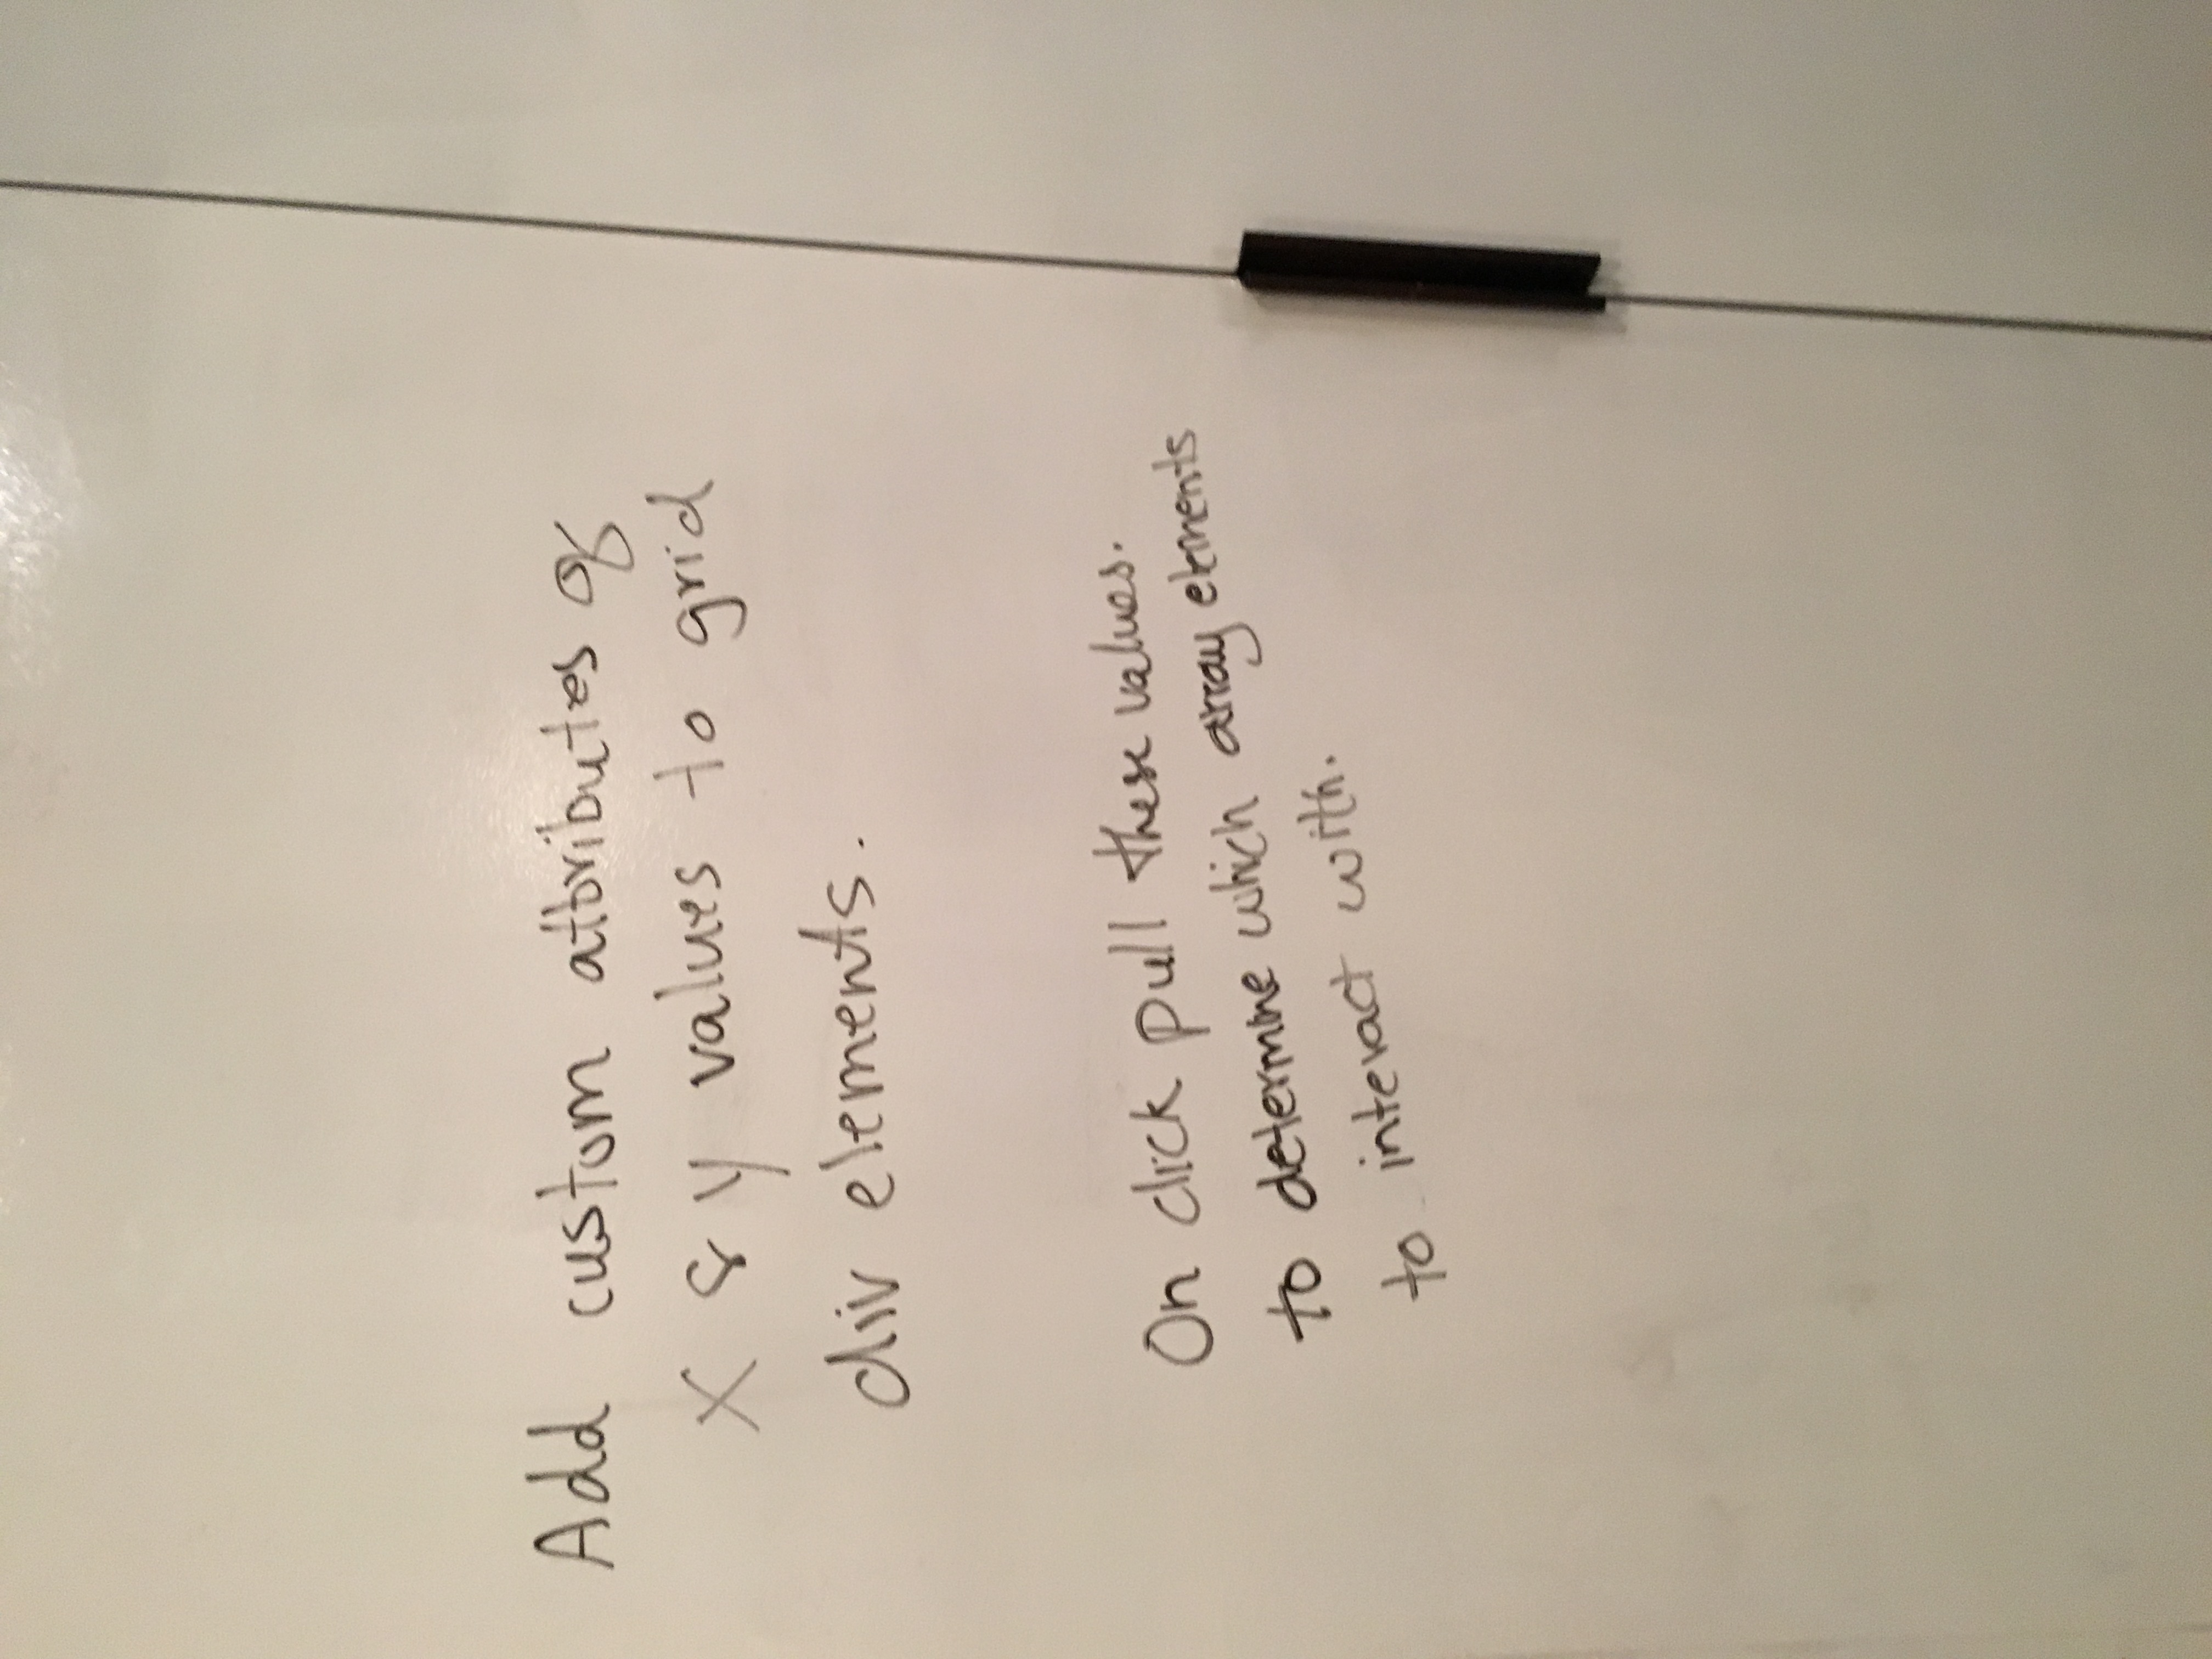 Add custom attributes of
X & y values to grid
div elements.
On click pull these values.
to determine which array elements
to interact with.